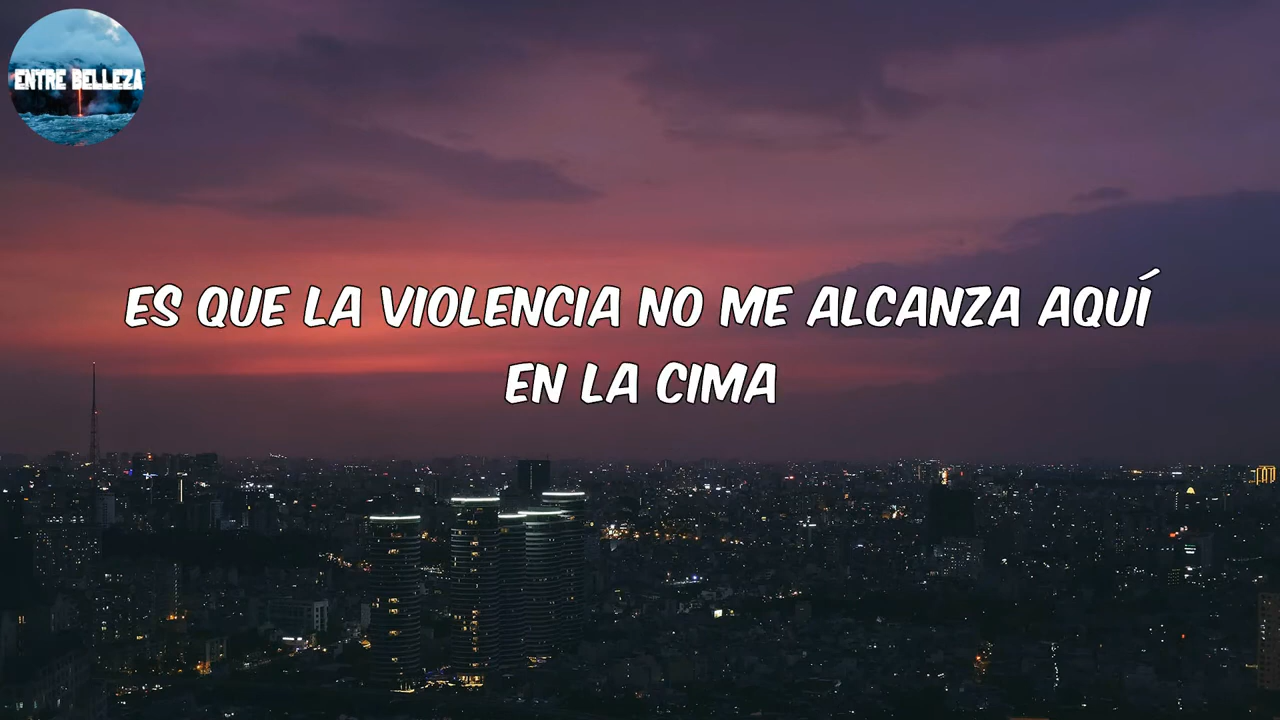 ENTRE BELLEZA
ES QUE LA VIOLENCIA NO ME ALCANZA AQUÍ
EN LA CIMA